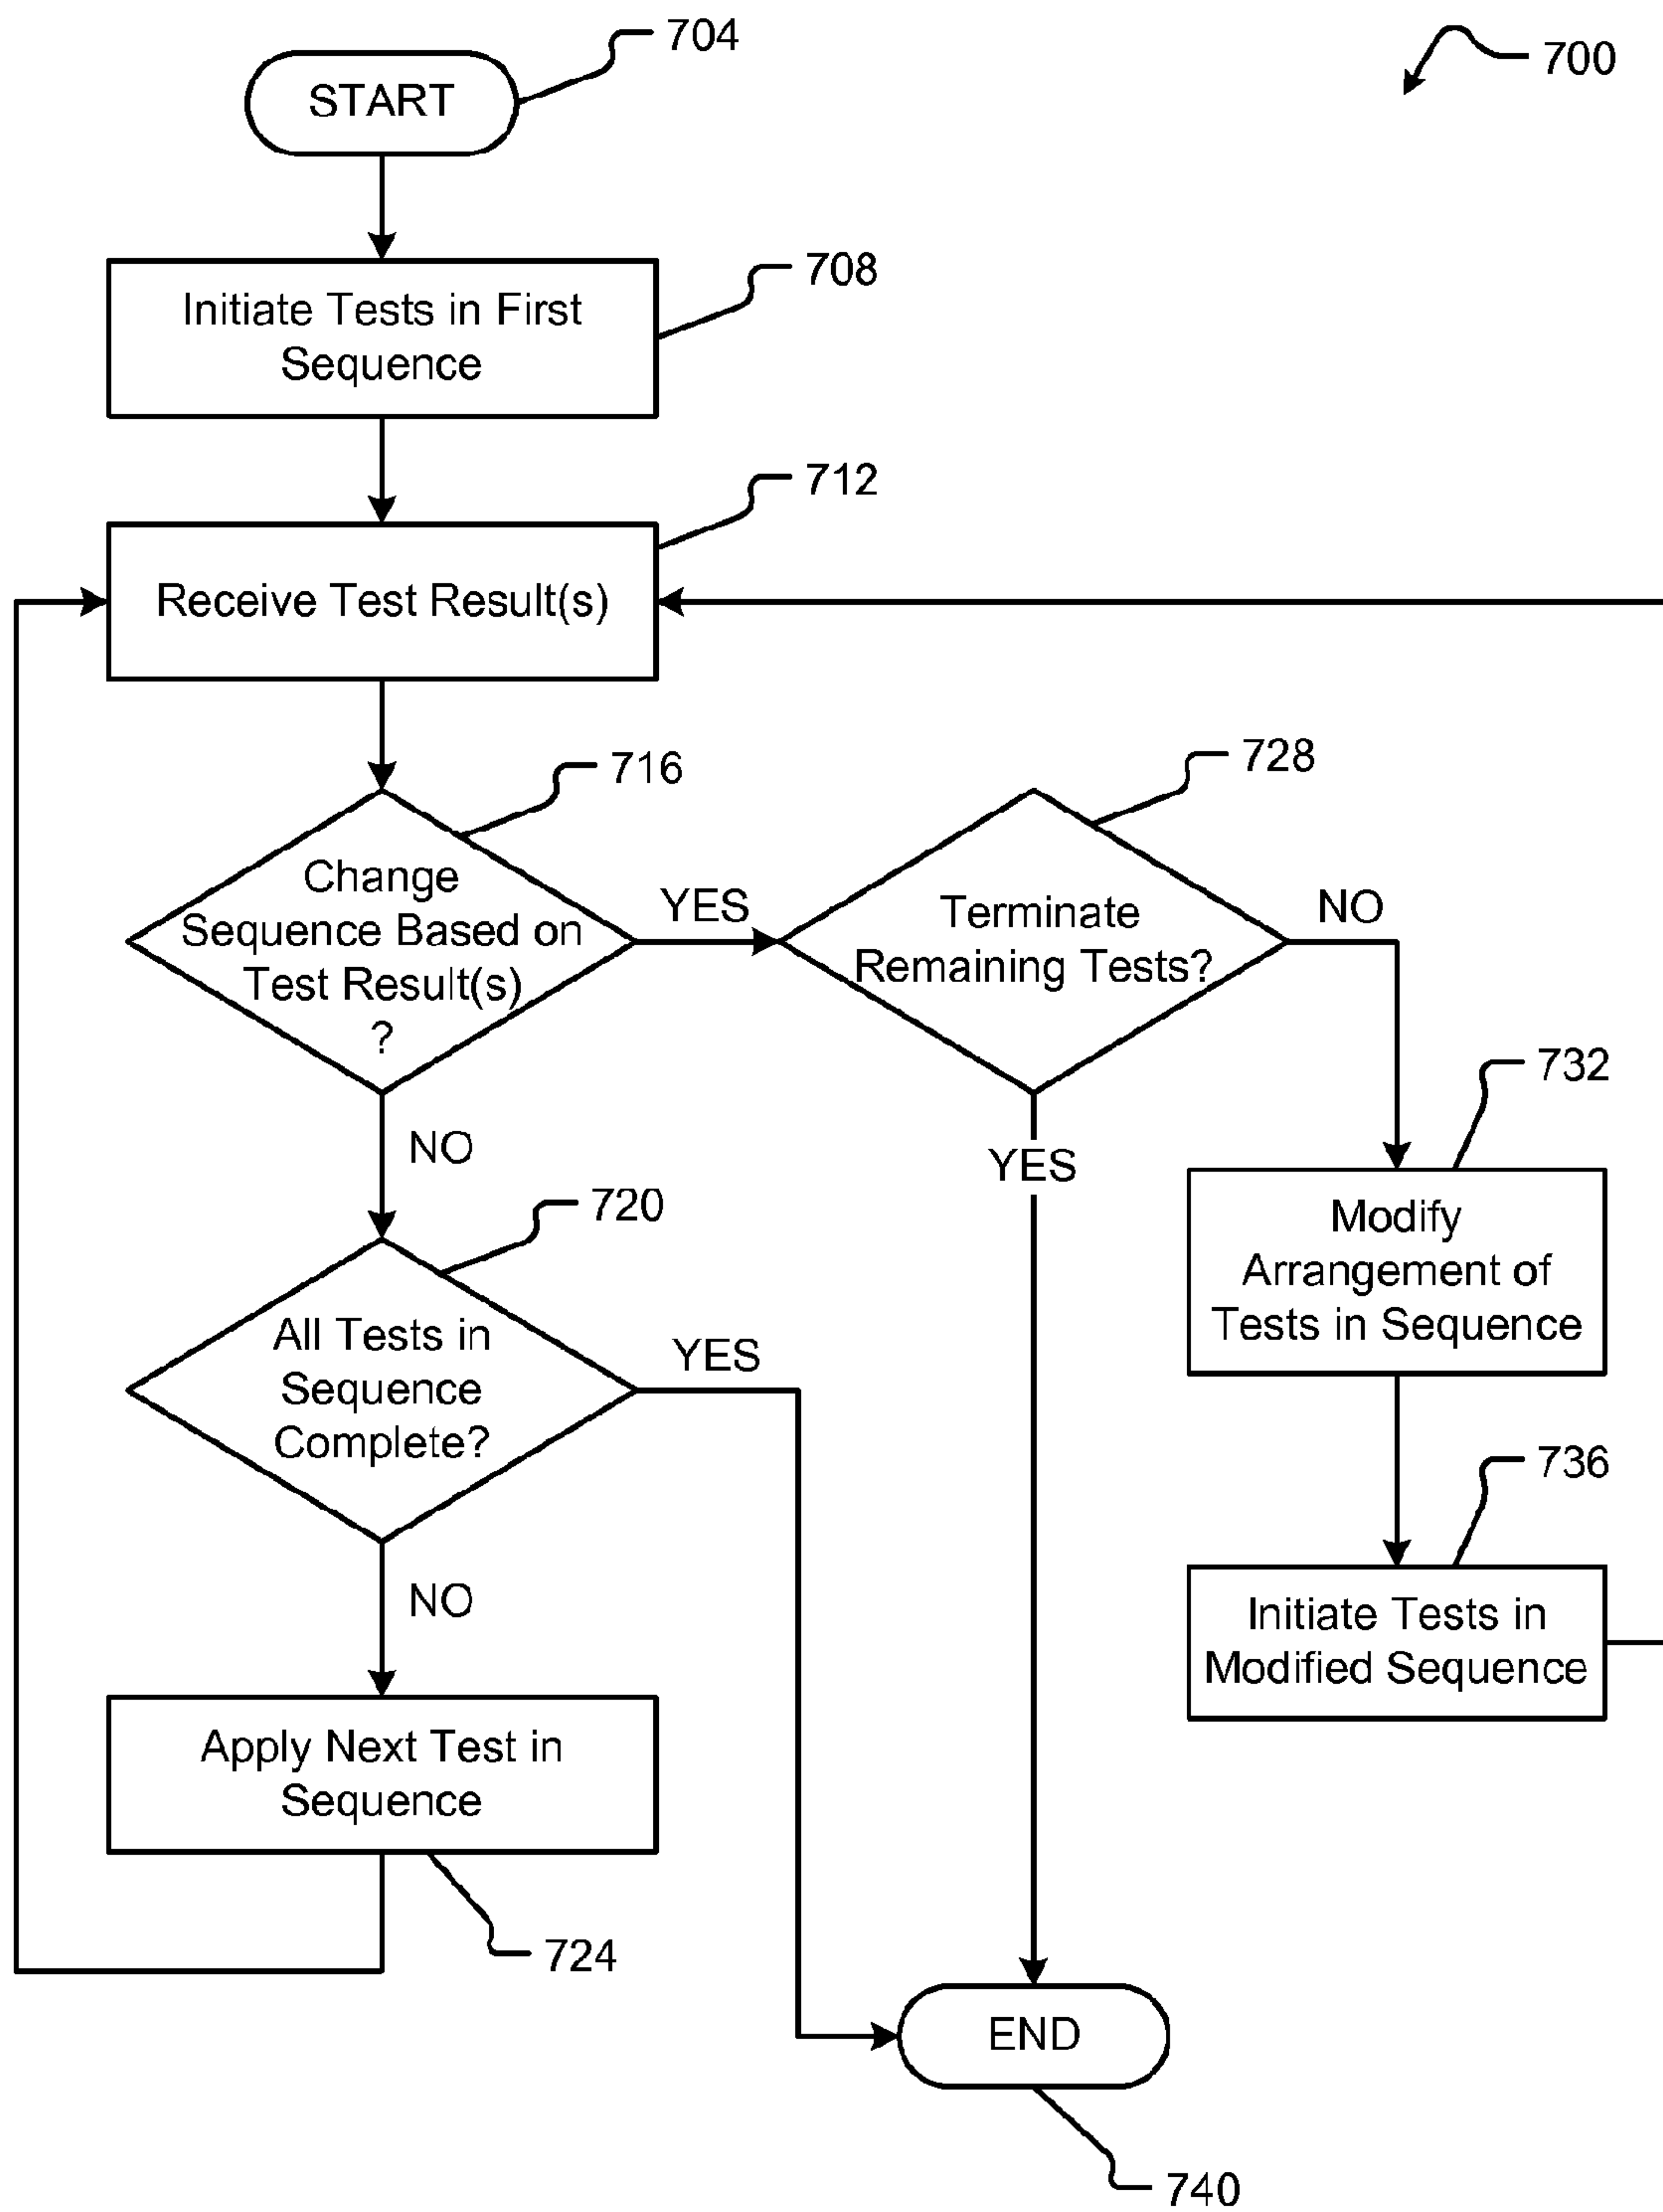 704
700
START
708
Initiate Tests in First
Sequence
712
Receive Test Result(s)
716
728
Change
Sequence Based on
Test Result(s)
?
YES
Terminate
Remaining Tests?
NO
732
NO
YES
720
Modify
Arrangement of
Tests in Sequence
All Tests in
Sequence
Complete?
YES
736
NO
Initiate Tests in
Modified Sequence
Apply Next Test in
Sequence
724
END
740